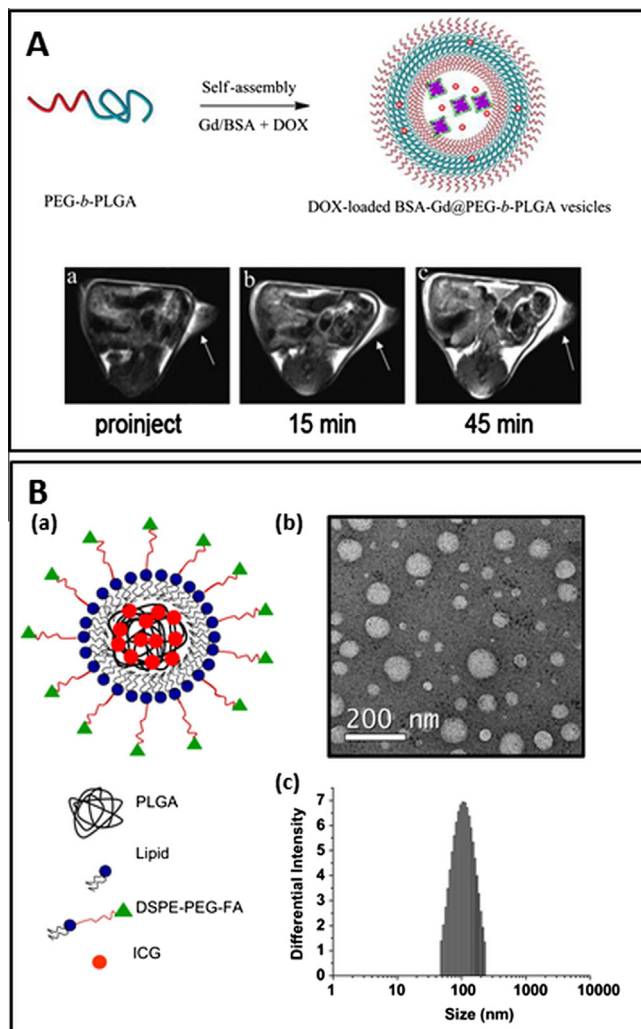 A
Self-assembly
Gd/BSA + DOX
PEG-b-PLGA
DOX-loaded BSA-Gd@PEG-b-PLGA vesicles
a
b
c
proinject
15 min
45 min
B
(a)
(b)
200 nm
PLGA
Lipid
DSPE-PEG-FA
ICG
(c)
Differential Intensity
7
6
5
4
3
2
1
0
1
10
100
1000
10000
Size (nm)